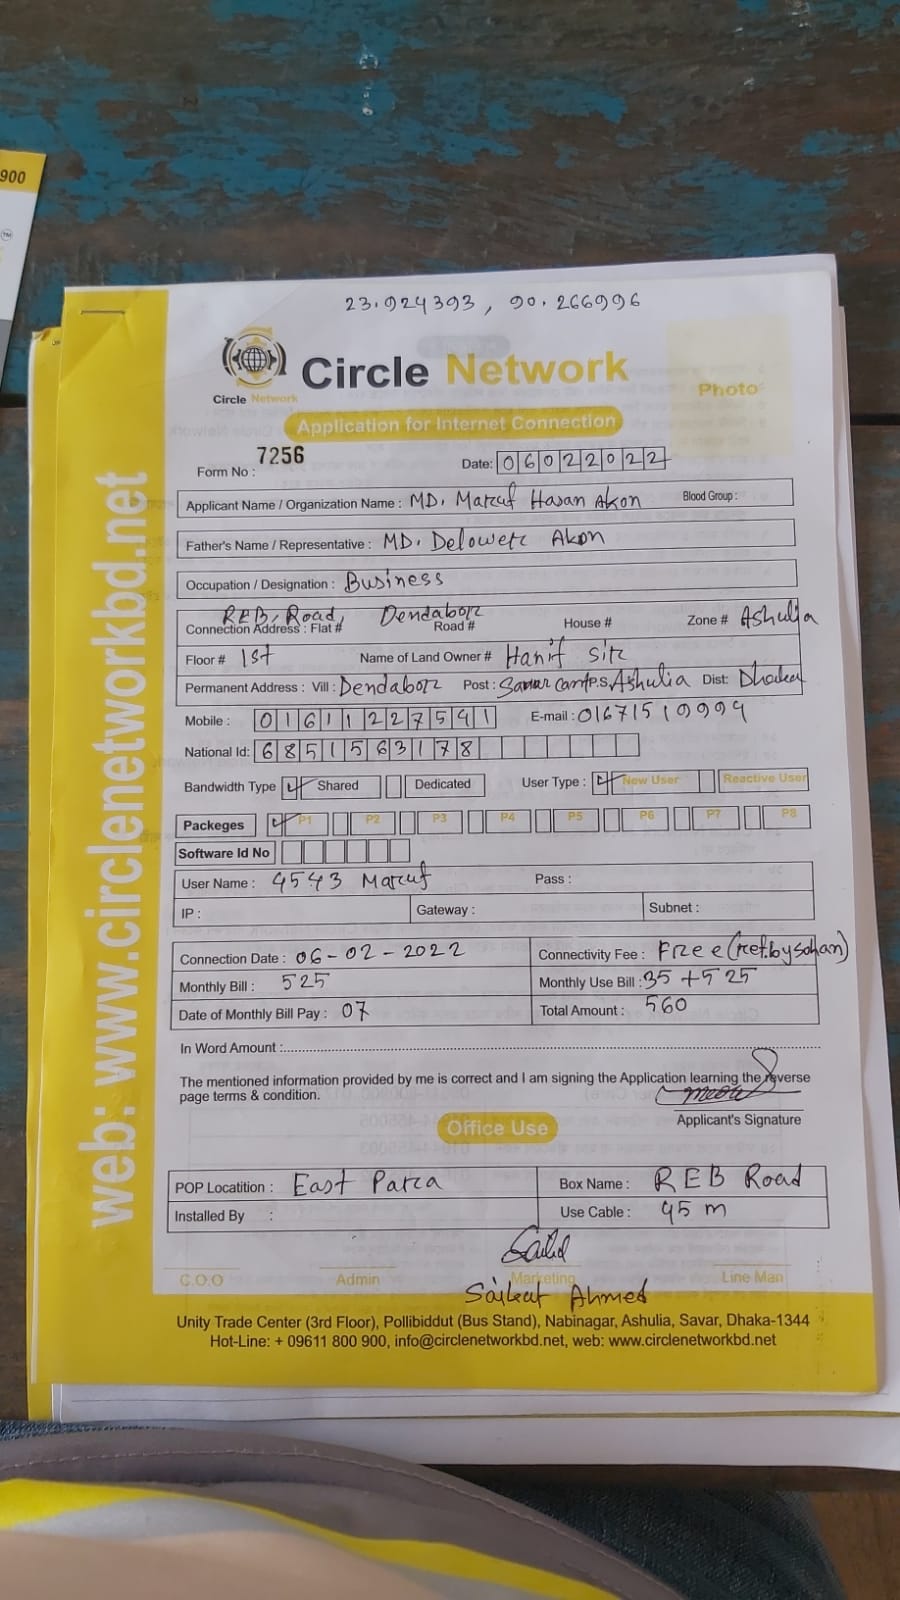 900
TM
23.924393, 90.266996
Circle Network
Circle Network
Photo
Application for Internet Connection
Form No : 7256
Date: 06022022
Applicant Name / Organization Name : MD. Maruf Hasan Akon Blood Group :
Father's Name / Representative : MD. Delower Akon
Occupation / Designation : Business
REB, Road, Dendabor
Connection Address : Flat # Road # House # Zone # Ashulia
Floor # 1st Name of Land Owner # Hanif Sir
Permanent Address : Vill : Dendabor Post : Savar Cant P.S, Ashulia Dist: Dhaka
Mobile : 01611227541 E-mail : 01671519994
National Id: 6851563178
Bandwidth Type Shared Dedicated User Type : New User Reactive User
Packeges P1 P2 P3 P4 P5 P6 P7 P8
Software Id No
User Name : 4543 Maruf Pass :
IP : Gateway : Subnet :
Connection Date : 06-02-2022 Connectivity Fee : Free (ref. by sohan)
Monthly Bill : 525 Monthly Use Bill : 35 + 525
Date of Monthly Bill Pay : 07 Total Amount : 560
In Word Amount :
The mentioned information provided by me is correct and I am signing the Application learning the reverse
page terms & condition.
Applicant's Signature
Office Use
POP Locatition : East Para Box Name : REB Road
Installed By : Use Cable : 45 m
C.O.O Admin Marketing Line Man
Saikat Ahmed
Unity Trade Center (3rd Floor), Pollibiddut (Bus Stand), Nabinagar, Ashulia, Savar, Dhaka-1344
Hot-Line: + 09611 800 900, info@circlenetworkbd.net, web: www.circlenetworkbd.net
web: www.circlenetworkbd.net